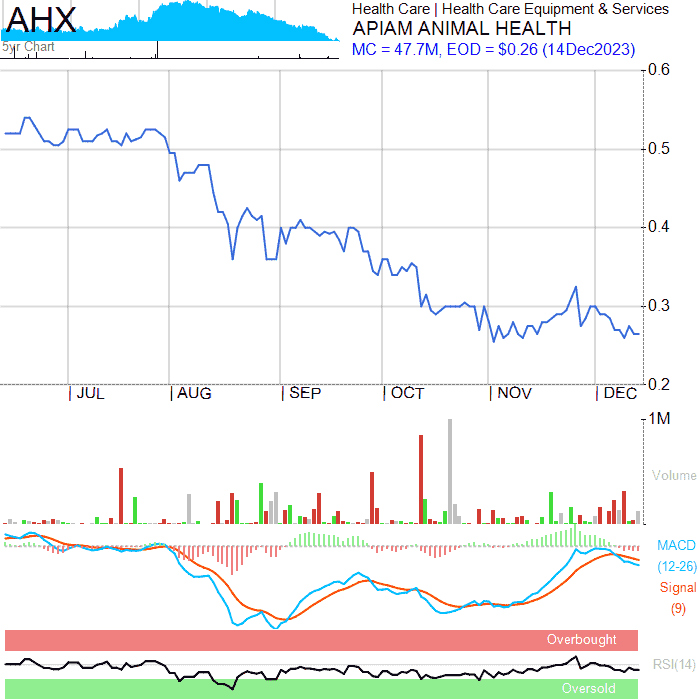 AHX
5yr Chart
Health Care | Health Care Equipment & Services
APIAM ANIMAL HEALTH
MC = 47.7M, EOD = $0.26 (14Dec2023)
0.6
0.5
0.4
0.3
0.2
JUL AUG SEP OCT NOV DEC
1M
Volume
MACD
(12-26)
Signal
(9)
Overbought
RSI(14)
Oversold